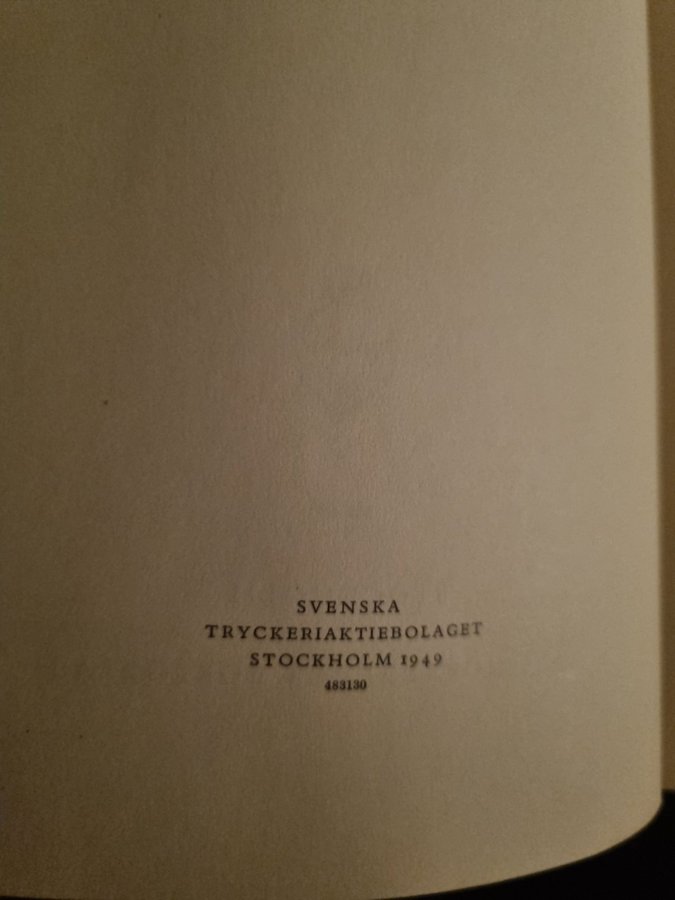 SVENSKA
TRYCKERIAKTIEBOLAGET
STOCKHOLM 1949
483130